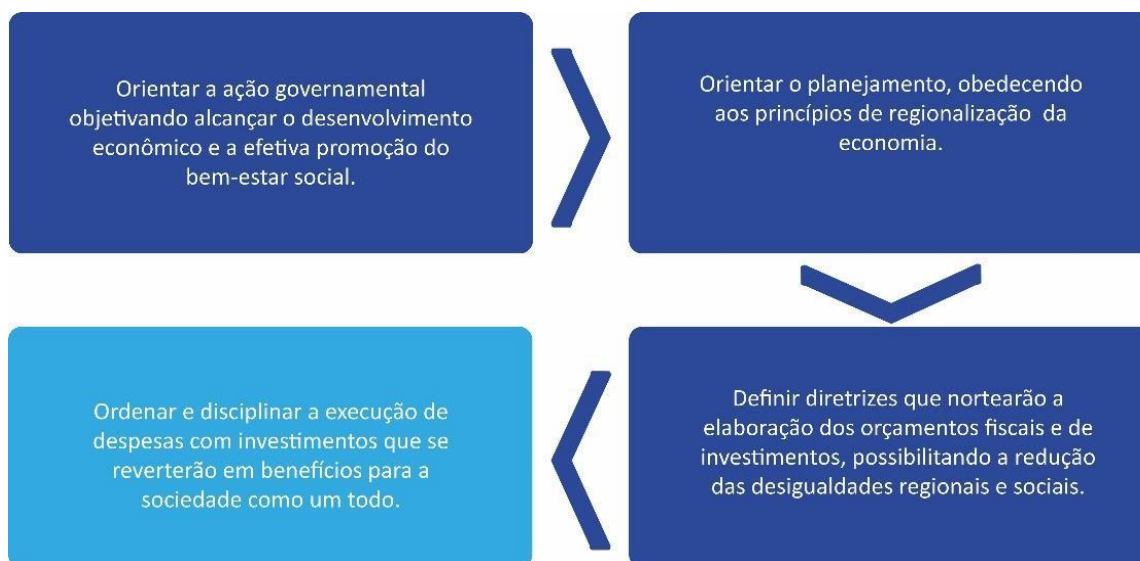 Orientar a ação governamental
objetivando alcançar o desenvolvimento
econômico e a efetiva promoção do
bem-estar social.
Orientar o planejamento, obedecendo
aos princípios de regionalização da
economia.
Definir diretrizes que nortearão a
elaboração dos orçamentos fiscais e de
investimentos, possibilitando a redução
das desigualdades regionais e sociais.
Ordenar e disciplinar a execução de
despesas com investimentos que se
reverterão em benefícios para a
sociedade como um todo.